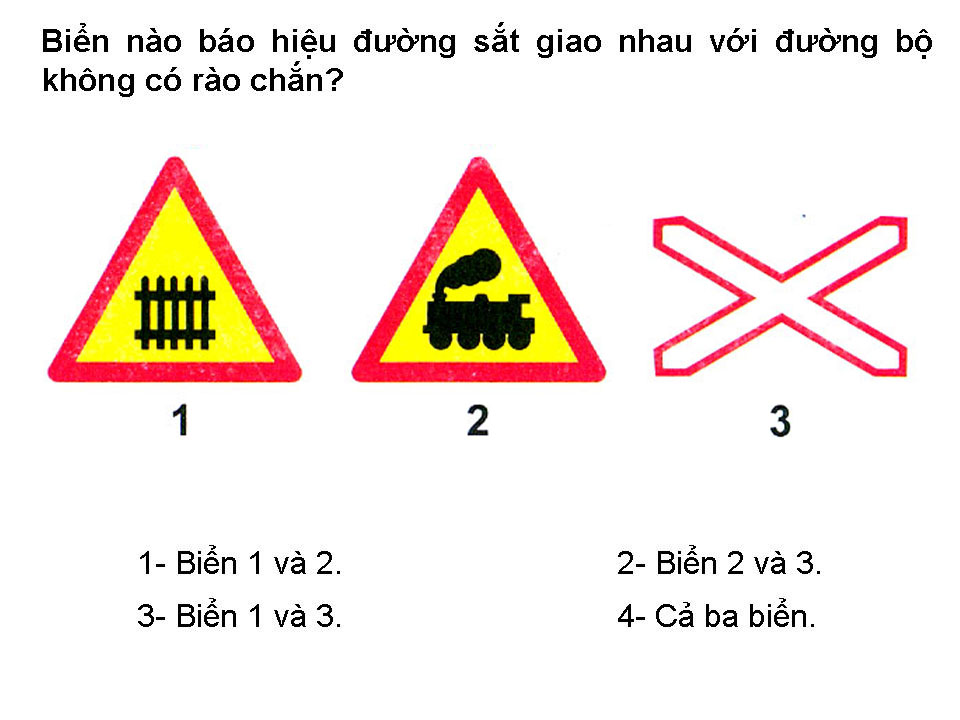 Biển nào báo hiệu đường sắt giao nhau với đường bộ
không có rào chắn?
1 2 3
1- Biển 1 và 2. 2- Biển 2 và 3.
3- Biển 1 và 3. 4- Cả ba biển.